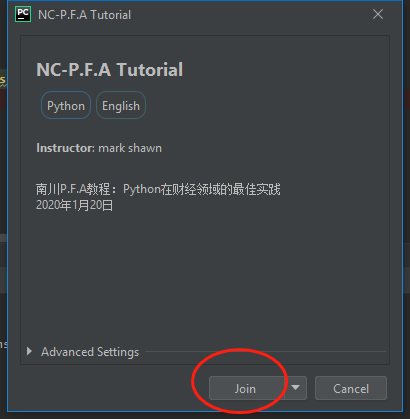 PC NC-P.F.A Tutorial
NC-P.F.A Tutorial
Python English
Instructor: mark shawn
南川P.F.A教程：Python在财经领域的最佳实践
2020年1月20日
Advanced Settings
Join Cancel